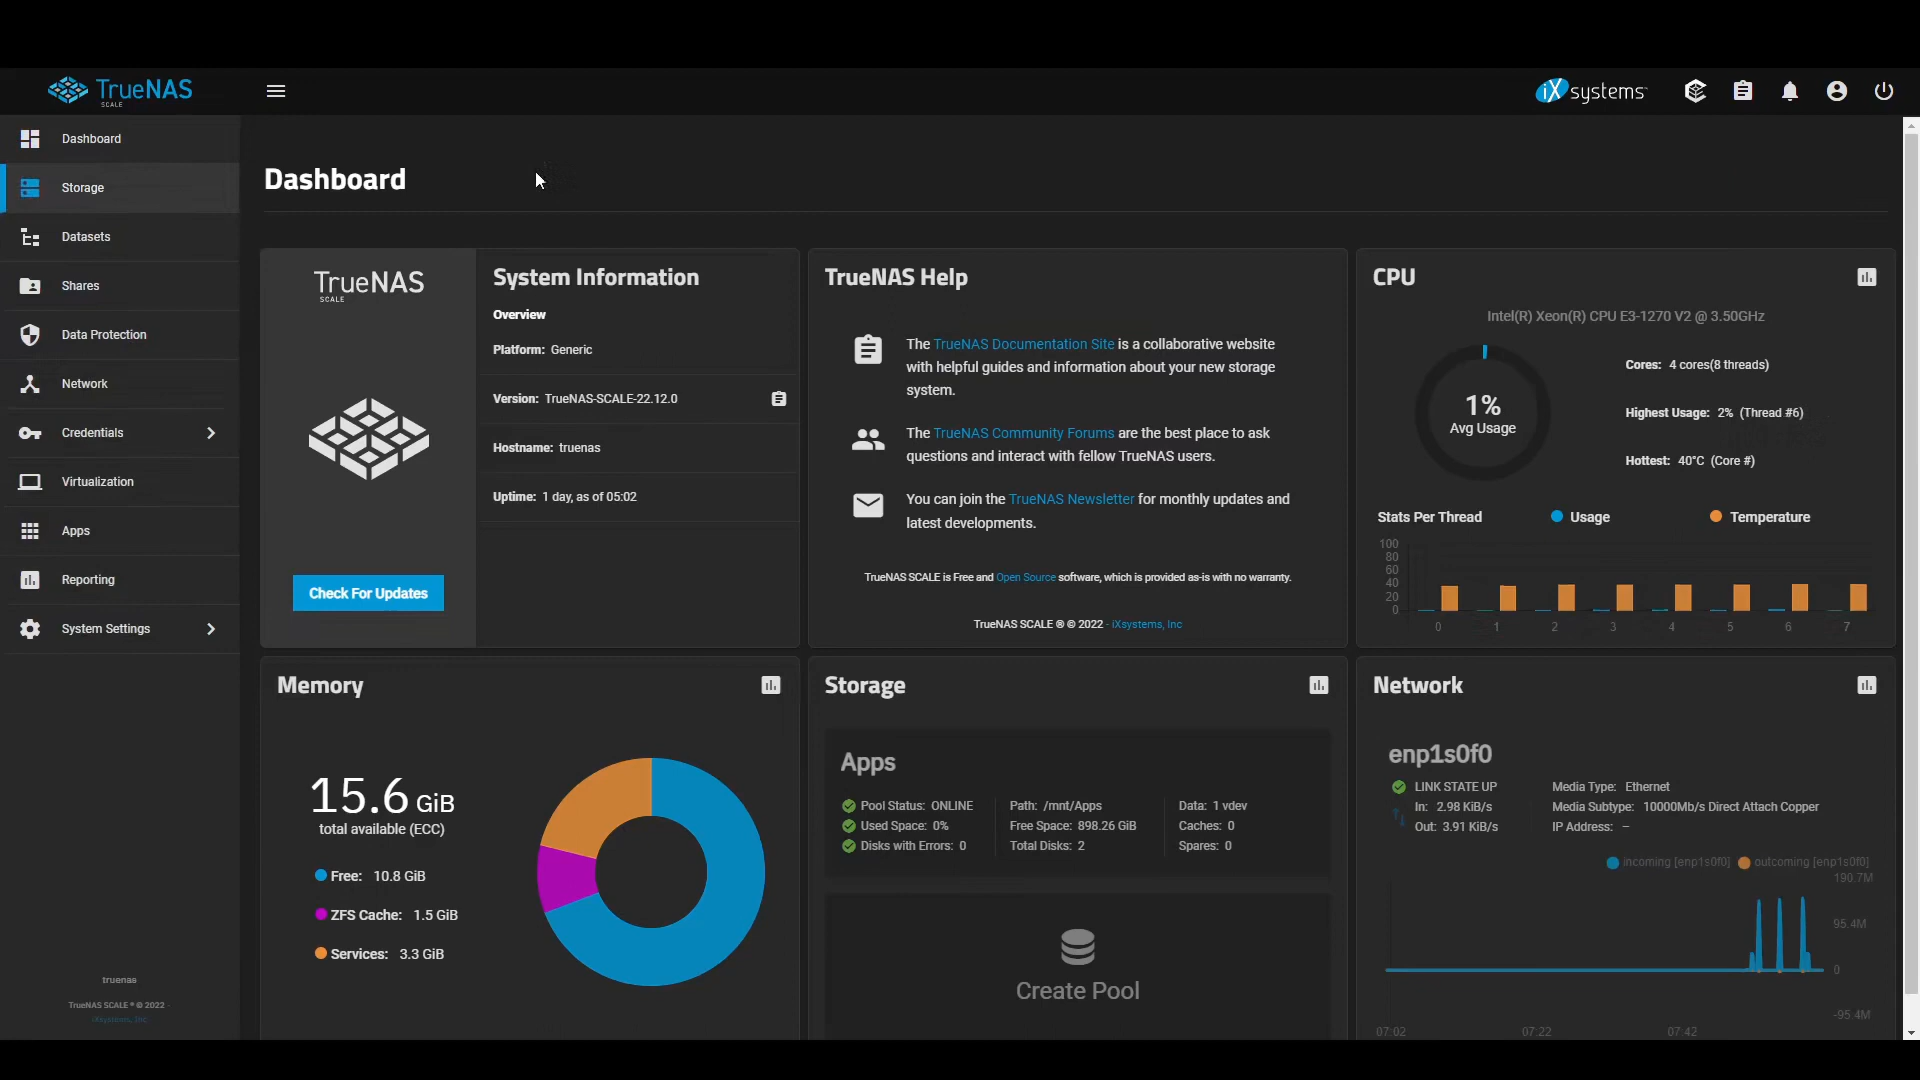 TrueNAS
SCALE
iXsystems
Dashboard
Storage
Datasets
Shares
Data Protection
Network
Credentials
Virtualization
Apps
Reporting
System Settings
truenas
TrueNAS SCALE ® © 2022 -
iXsystems, Inc
Dashboard
TrueNAS
SCALE
Check For Updates
System Information
Overview
Platform: Generic
Version: TrueNAS-SCALE-22.12.0
Hostname: truenas
Uptime: 1 day, as of 05:02
TrueNAS Help
The TrueNAS Documentation Site is a collaborative website
with helpful guides and information about your new storage
system.
The TrueNAS Community Forums are the best place to ask
questions and interact with fellow TrueNAS users.
You can join the TrueNAS Newsletter for monthly updates and
latest developments.
TrueNAS SCALE is Free and Open Source software, which is provided as-is with no warranty.
TrueNAS SCALE ® © 2022 - iXsystems, Inc
CPU
Intel(R) Xeon(R) CPU E3-1270 V2 @ 3.50GHz
1%
Avg Usage
Cores: 4 cores(8 threads)
Highest Usage: 2% (Thread #6)
Hottest: 40°C (Core #)
Stats Per Thread
Usage
Temperature
100
80
60
40
20
0
0 1 2 3 4 5 6 7
Memory
15.6 GiB
total available (ECC)
Free: 10.8 GiB
ZFS Cache: 1.5 GiB
Services: 3.3 GiB
Storage
Apps
Pool Status: ONLINE
Used Space: 0%
Disks with Errors: 0
Path: /mnt/Apps
Free Space: 898.26 GiB
Total Disks: 2
Data: 1 vdev
Caches: 0
Spares: 0
Create Pool
Network
enp1s0f0
LINK STATE UP
In: 2.98 KiB/s
Out: 3.91 KiB/s
Media Type: Ethernet
Media Subtype: 10000Mb/s Direct Attach Copper
IP Address: –
incoming [enp1s0f0]
outcoming [enp1s0f0]
190.7M
95.4M
0
-95.4M
07:02 07:22 07:42